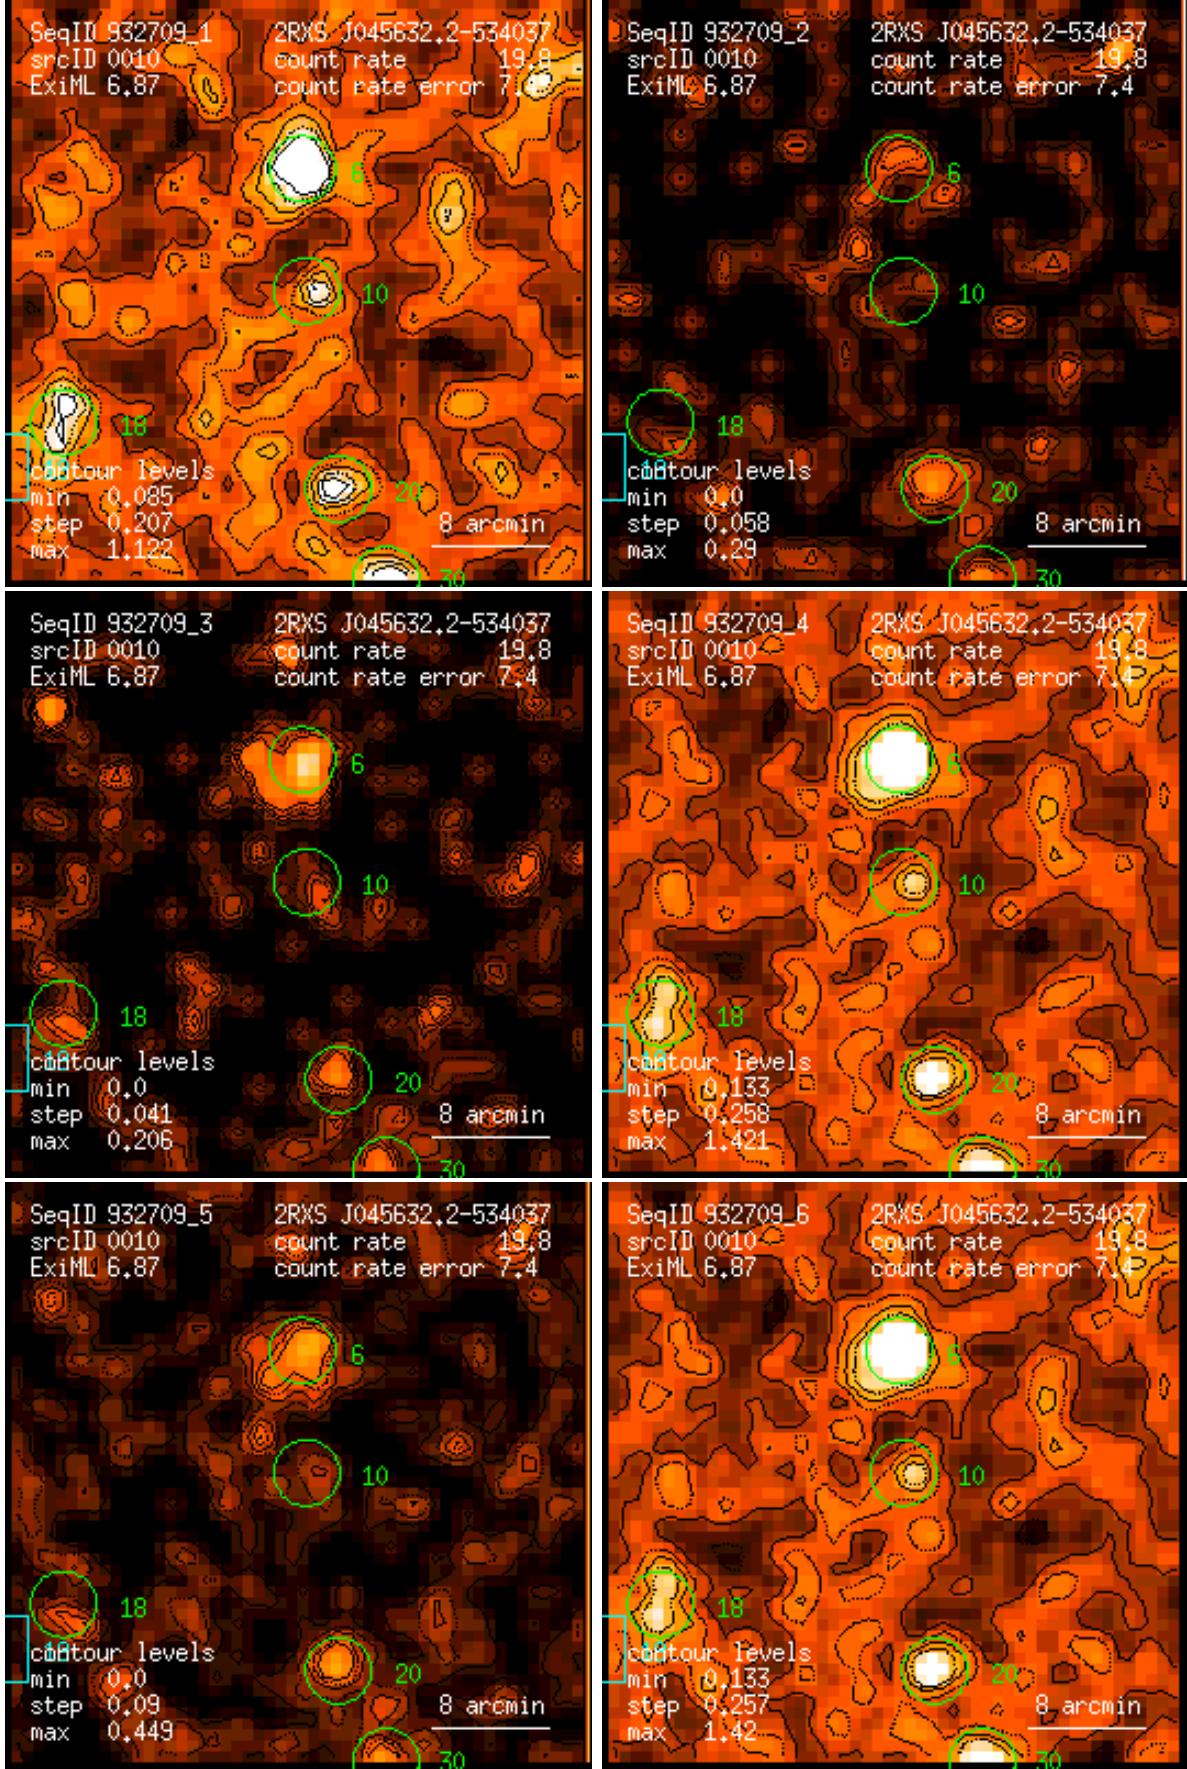 SeqID 932709_1 2RXS J045632.2-534037
srcID 0010 count rate 19.8
ExiML 6.87 count rate error 7.4
6
10
18
contour levels
min 0.085 20
step 0.207 8 arcmin
max 1.122
30
SeqID 932709_2 2RXS J045632.2-534037
srcID 0010 count rate 19.8
ExiML 6.87 count rate error 7.4
6
10
18
contour levels
min 0.0 20
step 0.058 8 arcmin
max 0.29
30
SeqID 932709_3 2RXS J045632.2-534037
srcID 0010 count rate 19.8
ExiML 6.87 count rate error 7.4
6
10
18
contour levels
min 0.0 20
step 0.041 8 arcmin
max 0.206
30
SeqID 932709_4 2RXS J045632.2-534037
srcID 0010 count rate 19.8
ExiML 6.87 count rate error 7.4
6
10
18
contour levels
min 0.133 20
step 0.258 8 arcmin
max 1.421
30
SeqID 932709_5 2RXS J045632.2-534037
srcID 0010 count rate 19.8
ExiML 6.87 count rate error 7.4
6
10
18
contour levels
min 0.0 20
step 0.09 8 arcmin
max 0.449
30
SeqID 932709_6 2RXS J045632.2-534037
srcID 0010 count rate 19.8
ExiML 6.87 count rate error 7.4
6
10
18
contour levels
min 0.133 20
step 0.257 8 arcmin
max 1.42
30